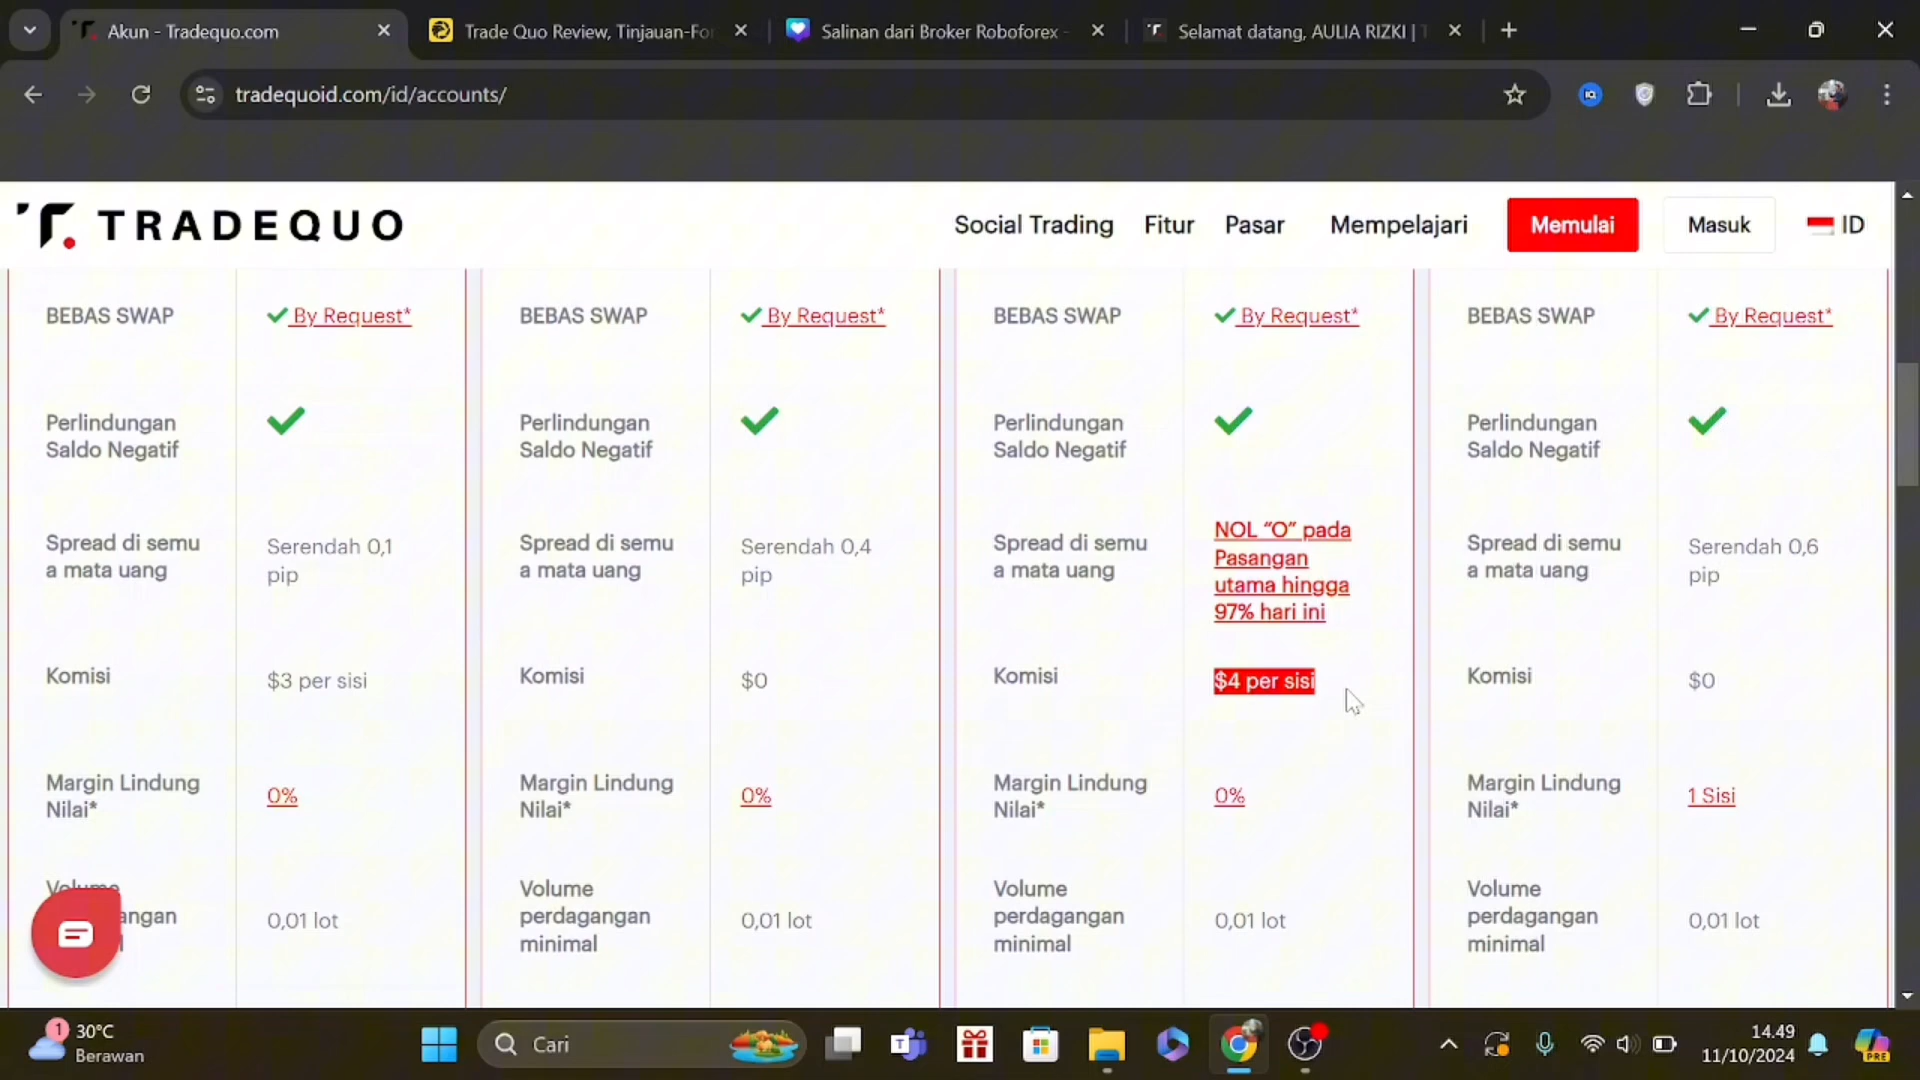 Akun - Tradequo.com
Trade Quo Review, Tinjauan-Fo
Salinan dari Broker Roboforex -
Selamat datang, AULIA RIZKI |
tradequoid.com/id/accounts/
TRADEQUO
Social Trading
Fitur
Pasar
Mempelajari
Memulai
Masuk
ID
BEBAS SWAP
By Request*
BEBAS SWAP
By Request*
BEBAS SWAP
By Request*
BEBAS SWAP
By Request*
Perlindungan
Saldo Negatif
Perlindungan
Saldo Negatif
Perlindungan
Saldo Negatif
Perlindungan
Saldo Negatif
Spread di semu
a mata uang
Serendah 0,1
pip
Spread di semu
a mata uang
Serendah 0,4
pip
Spread di semu
a mata uang
NOL “O” pada
Pasangan
utama hingga
97% hari ini
Spread di semu
a mata uang
Serendah 0,6
pip
Komisi
$3 per sisi
Komisi
$0
Komisi
$4 per sisi
Komisi
$0
Margin Lindung
Nilai*
0%
Margin Lindung
Nilai*
0%
Margin Lindung
Nilai*
0%
Margin Lindung
Nilai*
1 Sisi
0,01 lot
Volume
perdagangan
minimal
0,01 lot
Volume
perdagangan
minimal
0,01 lot
Volume
perdagangan
minimal
0,01 lot
1
30°C
Berawan
Cari
14.49
11/10/2024
PRE